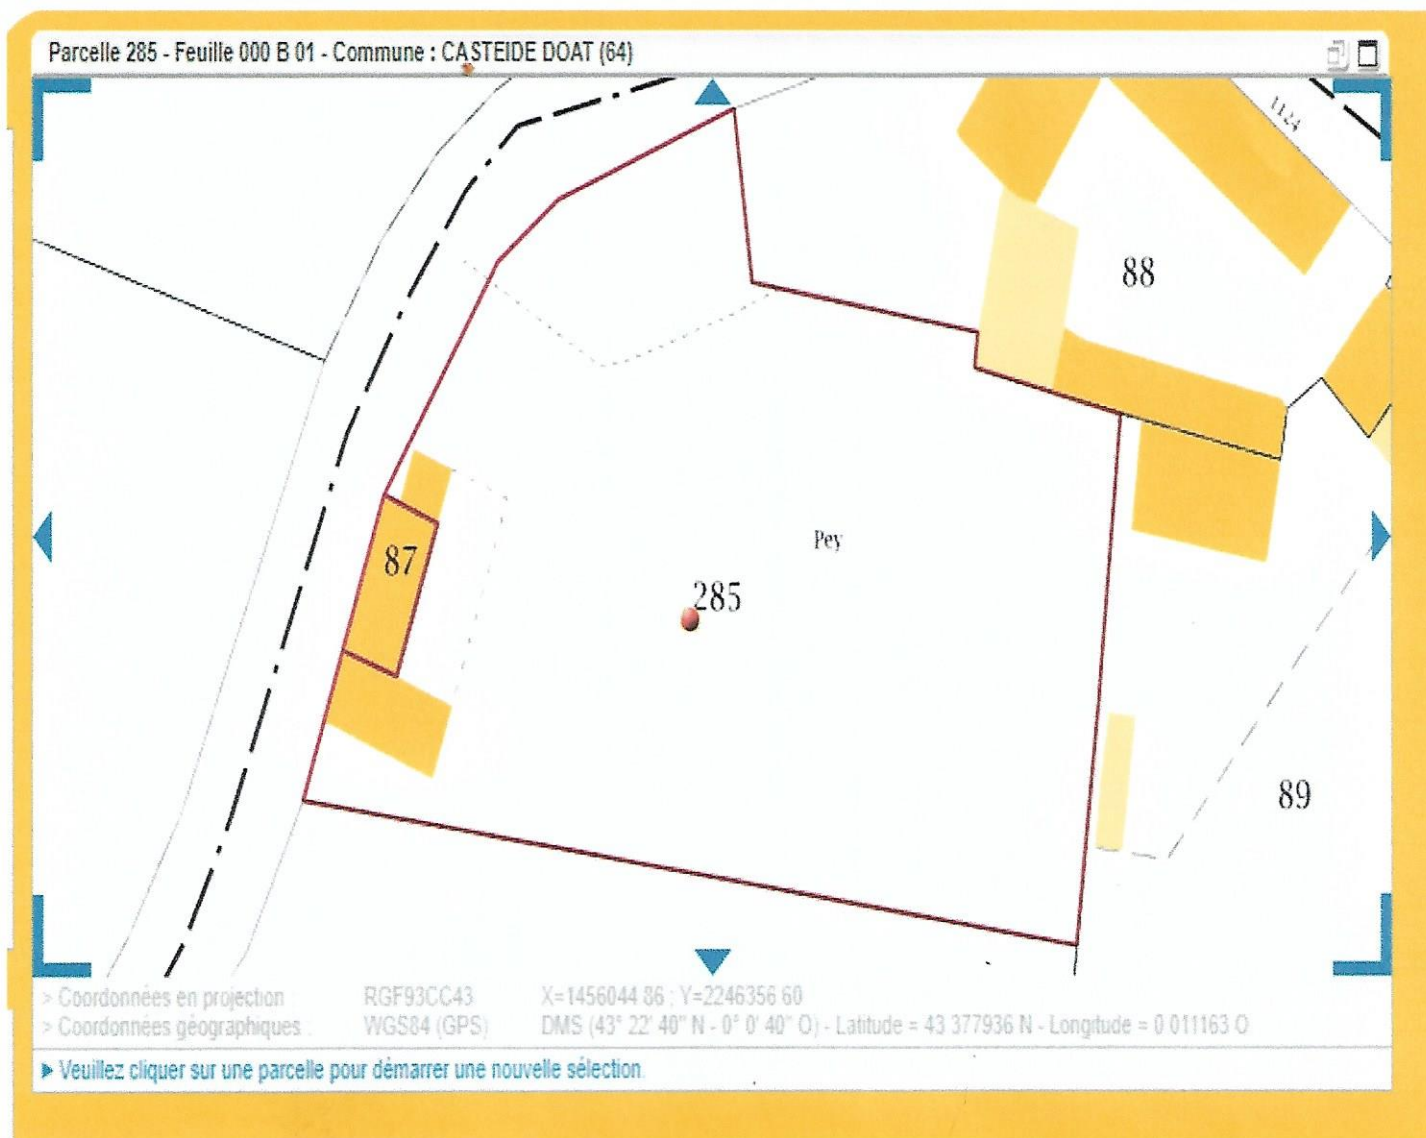 Parcelle 285 - Feuille 000 B 01 - Commune : CASTEIDE DOAT (64)
1124
88
87
Pey
285
89
> Coordonnées en projection : RGF93CC43 X=1456044.86 ; Y=2246356.60
> Coordonnées géographiques : WGS84 (GPS) DMS (43° 22' 40" N - 0° 0' 40" O) - Latitude = 43.377936 N - Longitude = 0.011163 O
Veuillez cliquer sur une parcelle pour démarrer une nouvelle sélection.